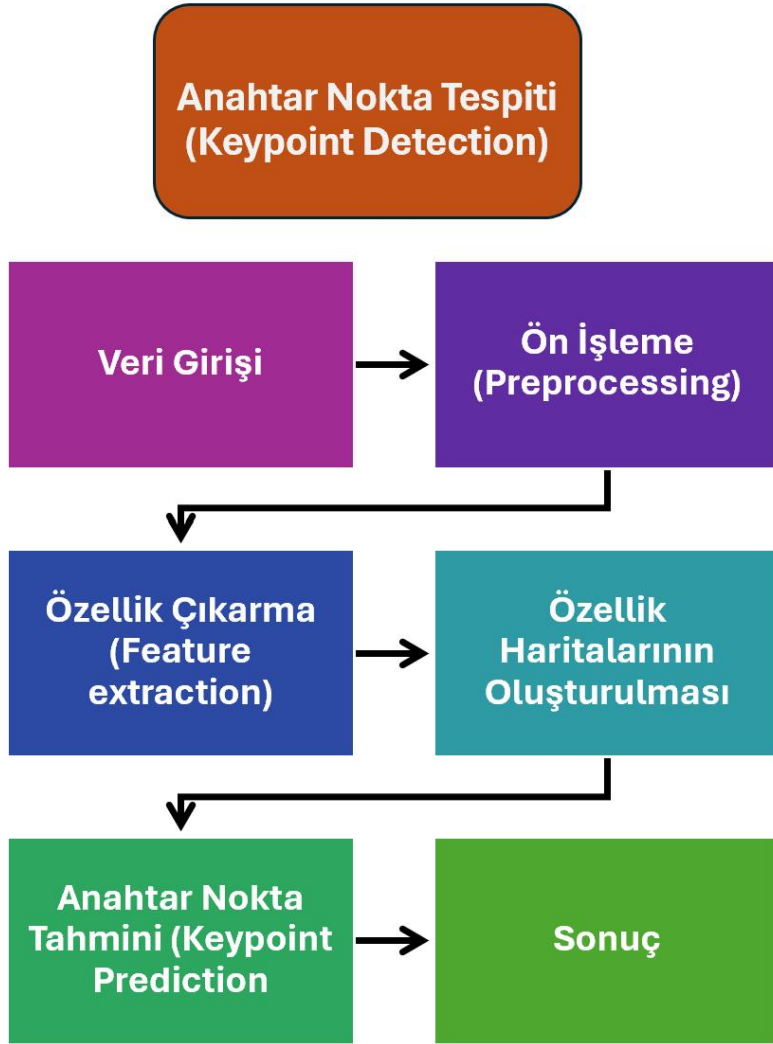 Anahtar Nokta Tespiti
(Keypoint Detection)
Veri Girişi
Ön İşleme
(Preprocessing)
Özellik Çıkarma
(Feature
extraction)
Özellik
Haritalarının
Oluşturulması
Anahtar Nokta
Tahmini (Keypoint
Prediction
Sonuç